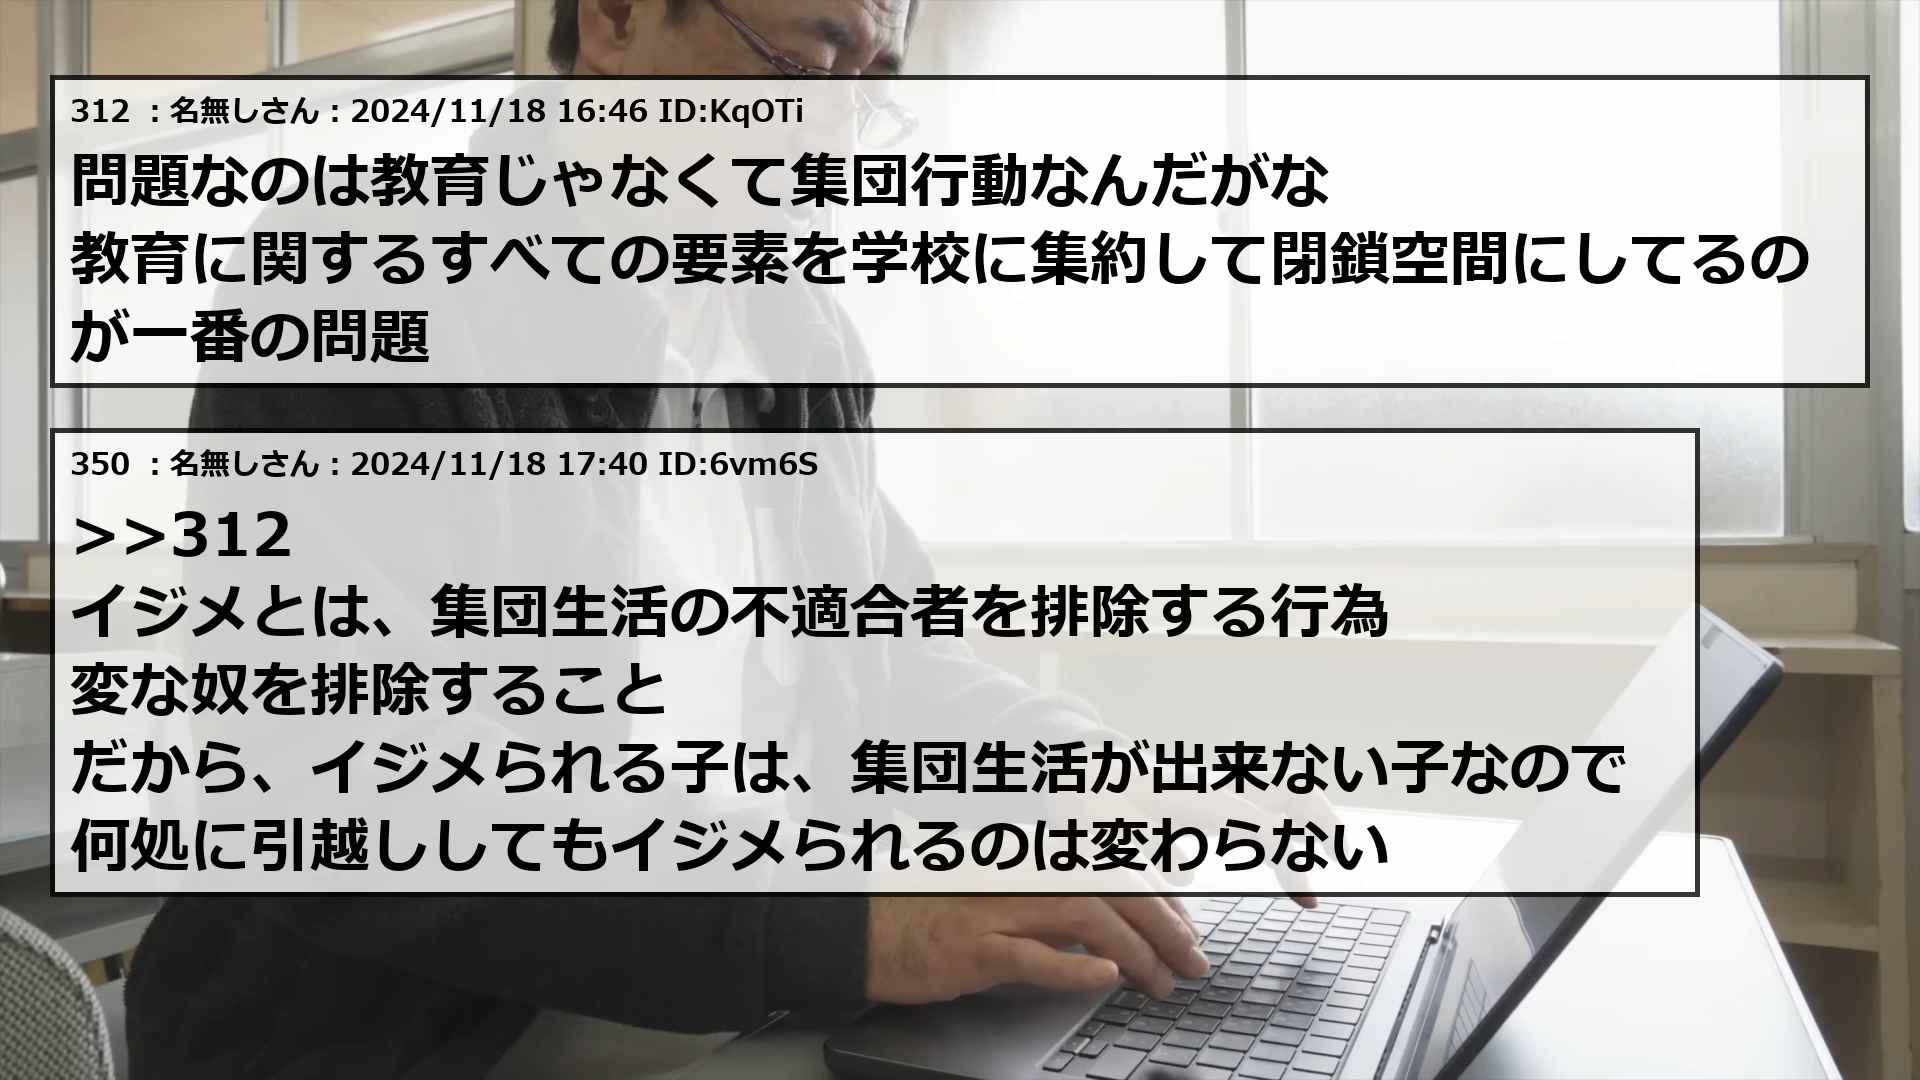 312 ：名無しさん：2024/11/18 16:46 ID:KqOTi
問題なのは教育じゃなくて集団行動なんだがな
教育に関するすべての要素を学校に集約して閉鎖空間にしてるの
が一番の問題
350 ：名無しさん：2024/11/18 17:40 ID:6vm6S
>>312
イジメとは、集団生活の不適合者を排除する行為
変な奴を排除すること
だから、イジメられる子は、集団生活が出来ない子なので
何処に引越ししてもイジメられるのは変わらない